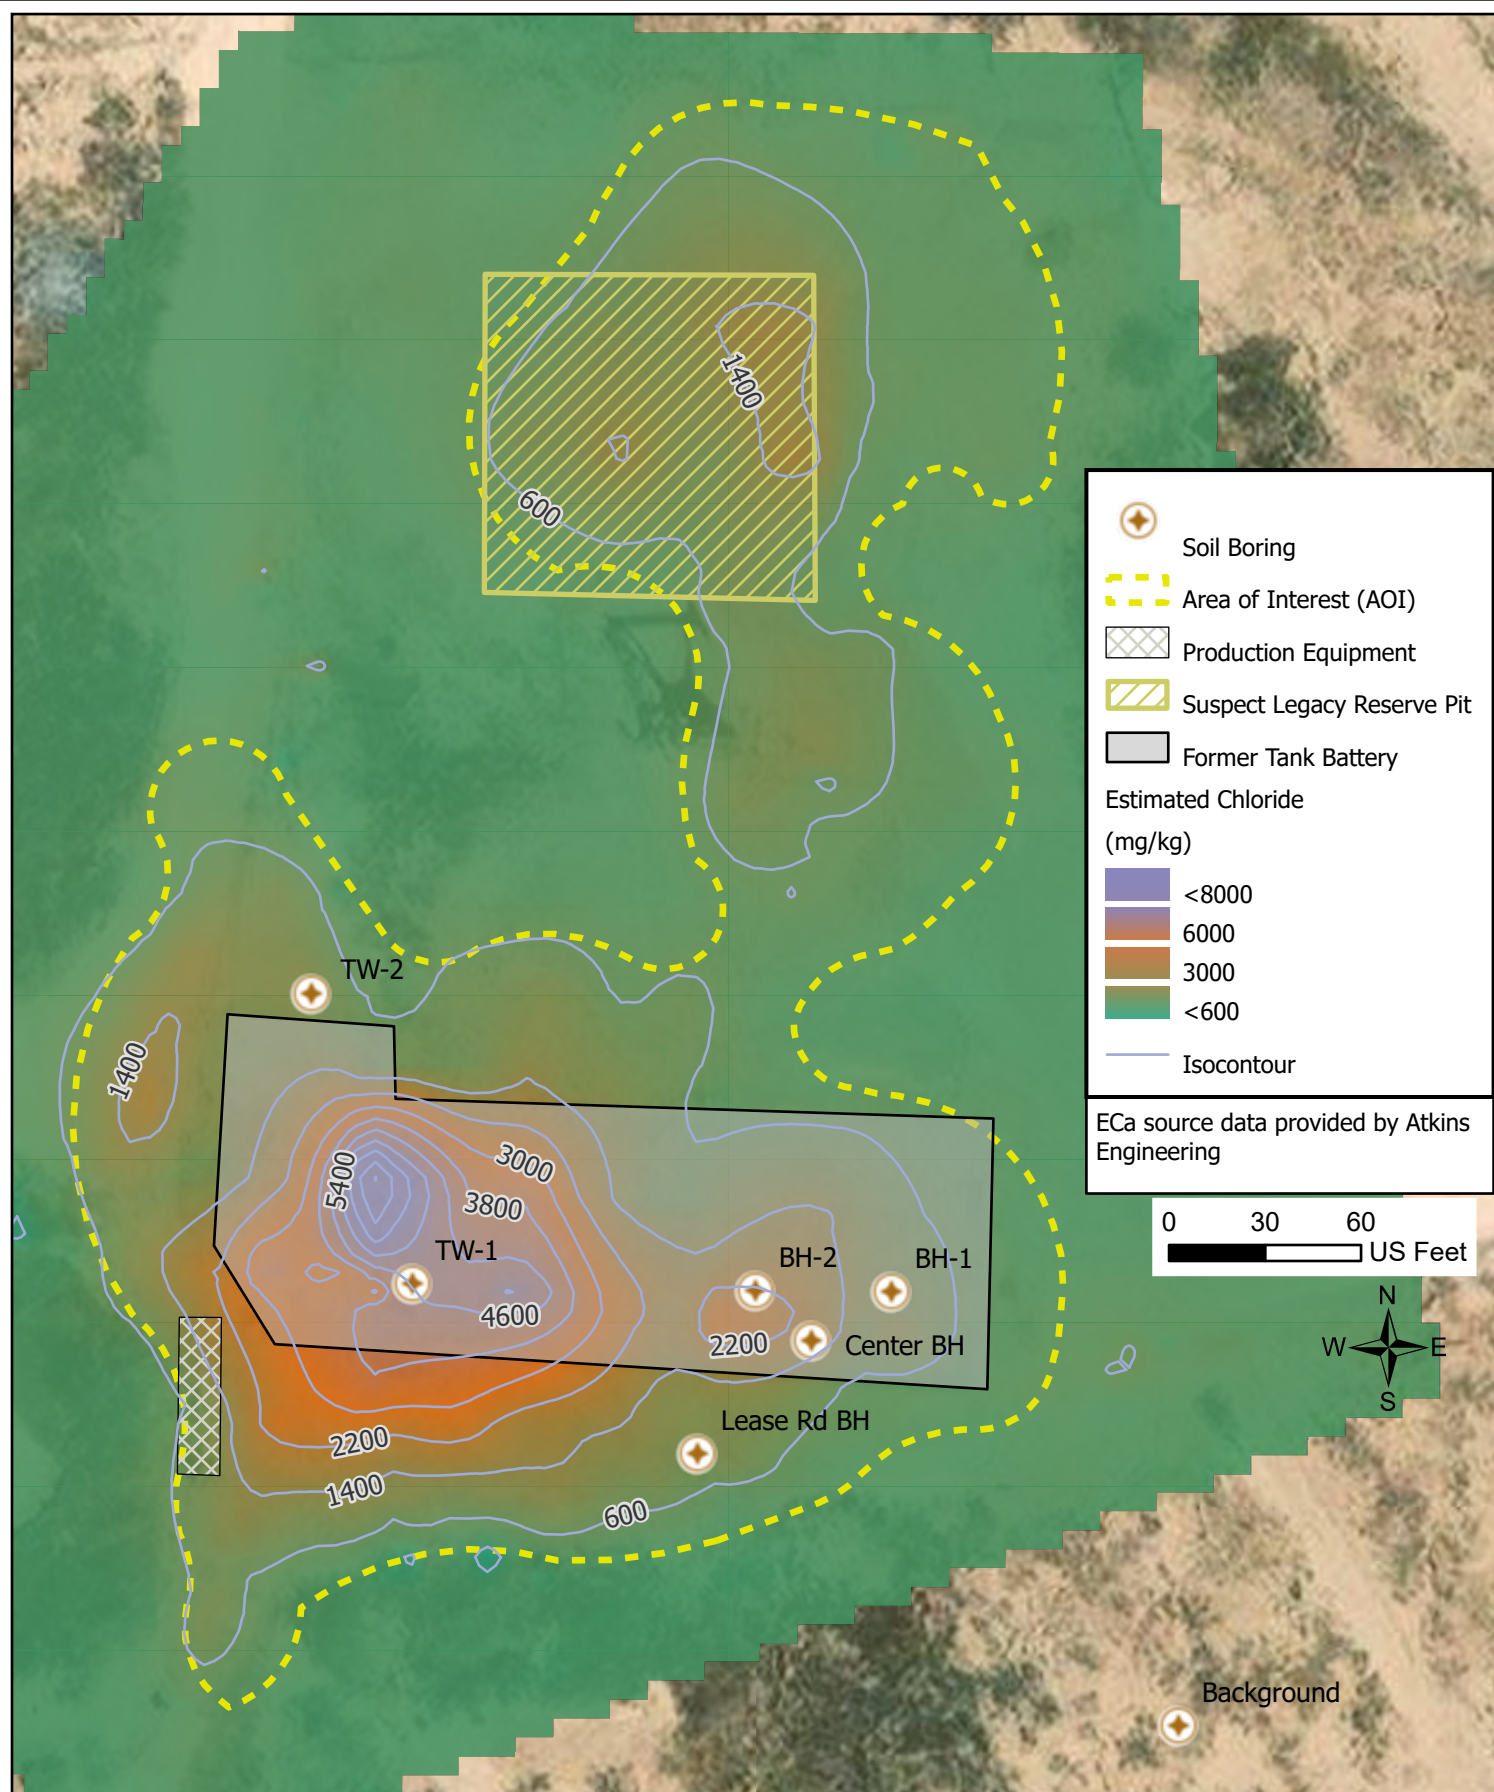 1400
600
TW-2
1400
3000
5400
3800
TW-1
BH-2
BH-1
4600
2200
Center BH
Lease Rd BH
2200
1400
600
Background
Soil Boring
Area of Interest (AOI)
Production Equipment
Suspect Legacy Reserve Pit
Former Tank Battery
Estimated Chloride
(mg/kg)
<8000
6000
3000
<600
Isocontour
ECa source data provided by Atkins
Engineering
0 30 60
US Feet
N
W E
S